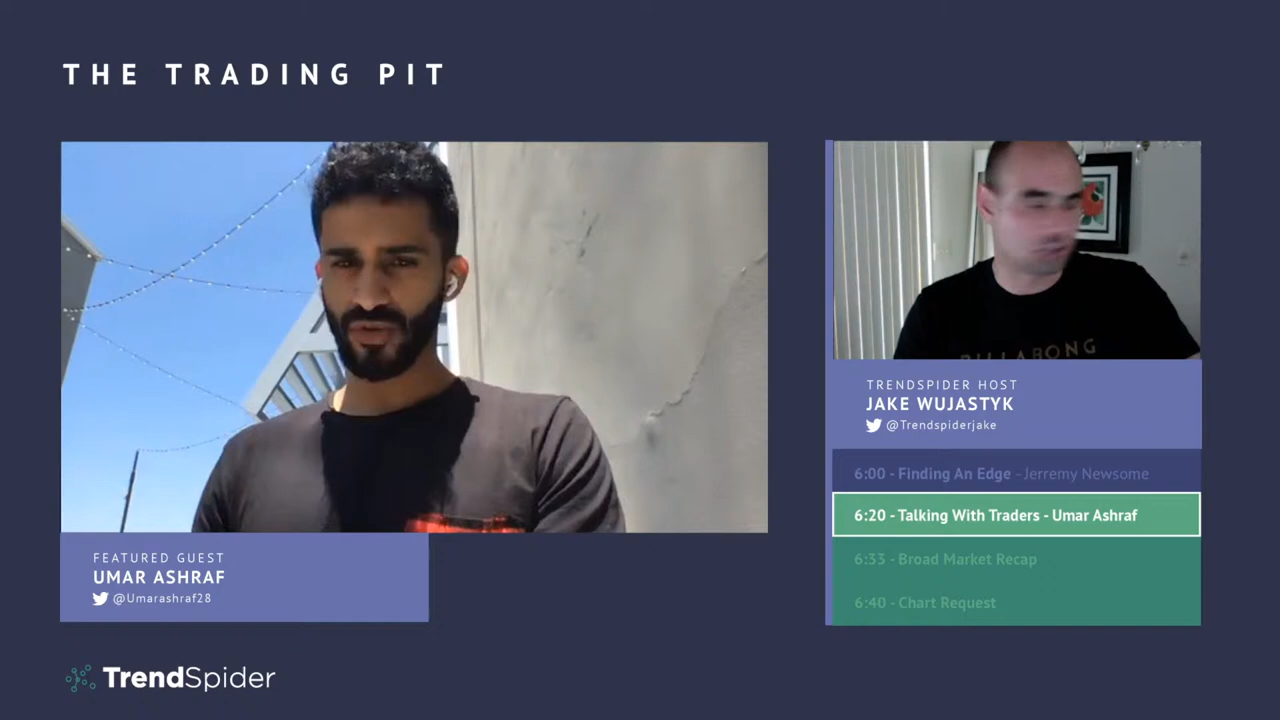 THE TRADING PIT
FEATURED GUEST
UMAR ASHRAF
@Umarashraf28
TrendSpider
BILLABONG
TRENDSPIDER HOST
JAKE WUJASTYK
@Trendspiderjake
6:00 - Finding An Edge - Jerremy Newsome
6:20 - Talking With Traders - Umar Ashraf
6:33 - Broad Market Recap
6:40 - Chart Request